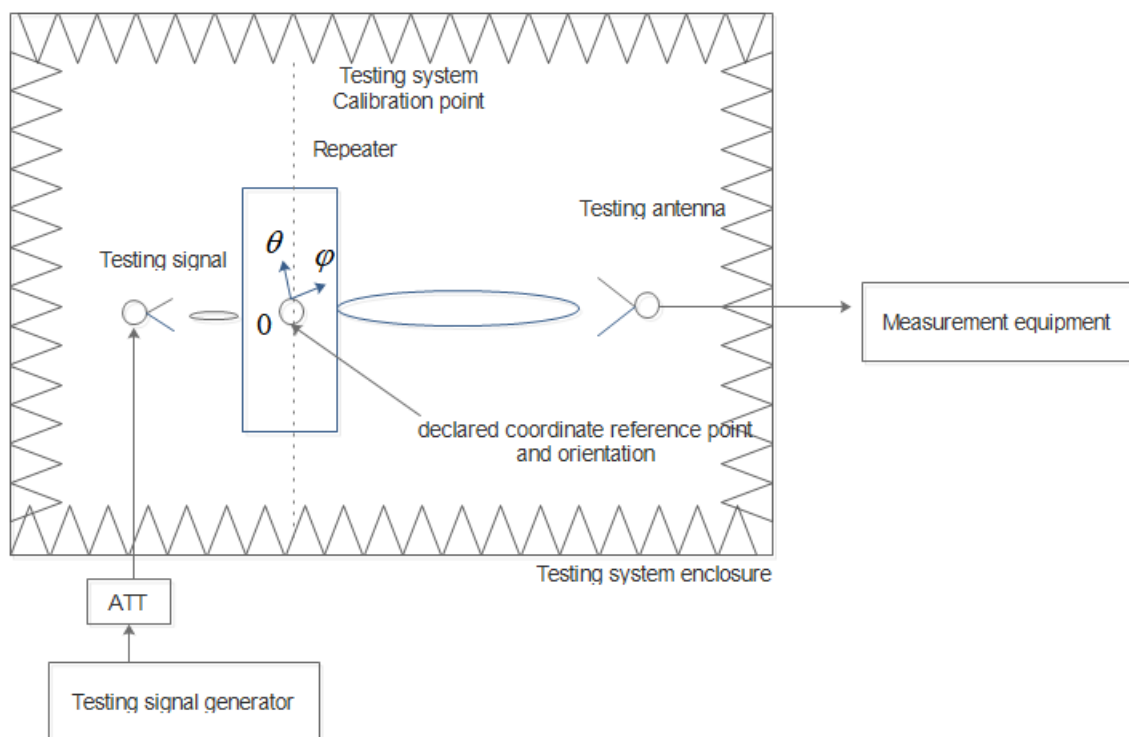 Testing system
Calibration point
Repeater
Testing antenna
θ
φ
Testing signal
0
Measurement equipment
declared coordinate reference point
and orientation
Testing system enclosure
ATT
Testing signal generator